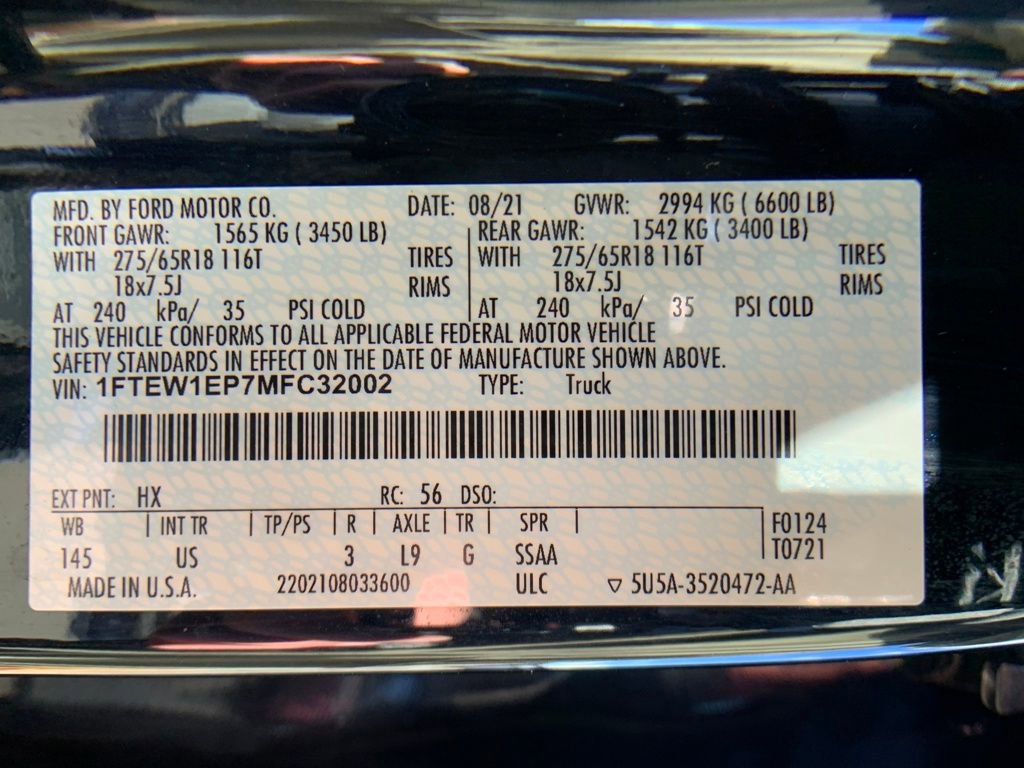 MFD. BY FORD MOTOR CO. DATE: 08/21 GVWR: 2994 KG ( 6600 LB)
FRONT GAWR: 1565 KG ( 3450 LB) REAR GAWR: 1542 KG ( 3400 LB)
WITH 275/65R18 116T TIRES WITH 275/65R18 116T TIRES
18x7.5J RIMS 18x7.5J RIMS
AT 240 kPa/ 35 PSI COLD AT 240 kPa/ 35 PSI COLD
THIS VEHICLE CONFORMS TO ALL APPLICABLE FEDERAL MOTOR VEHICLE
SAFETY STANDARDS IN EFFECT ON THE DATE OF MANUFACTURE SHOWN ABOVE.
VIN: 1FTEW1EP7MFC32002 TYPE: Truck
EXT PNT: HX RC: 56 DSO:
WB | INT TR | TP/PS | R | AXLE | TR | SPR | F0124
145 US 3 L9 G SSAA T0721
MADE IN U.S.A. 2202108033600 ULC ▽ 5U5A-3520472-AA